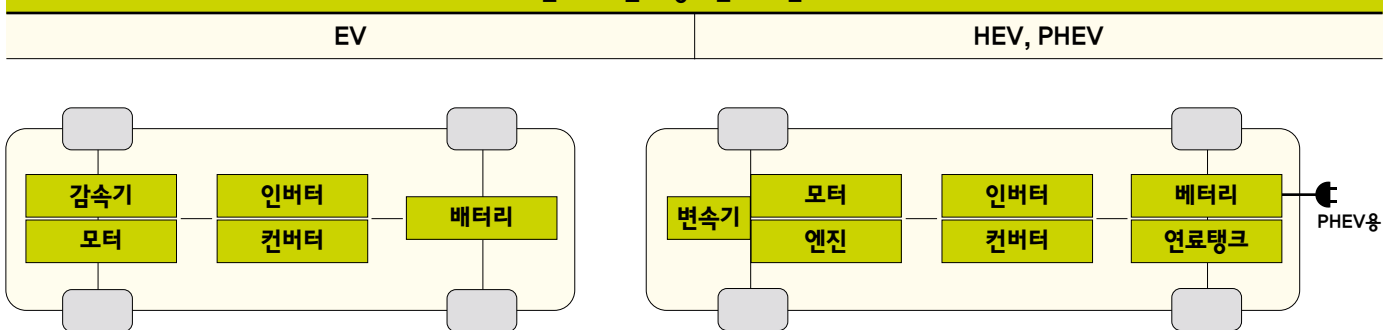 EV
HEV, PHEV
감속기
인버터
모터
컨버터
배터리
변속기
모터
인버터
베터리
엔진
컨버터
연료탱크
PHEV용